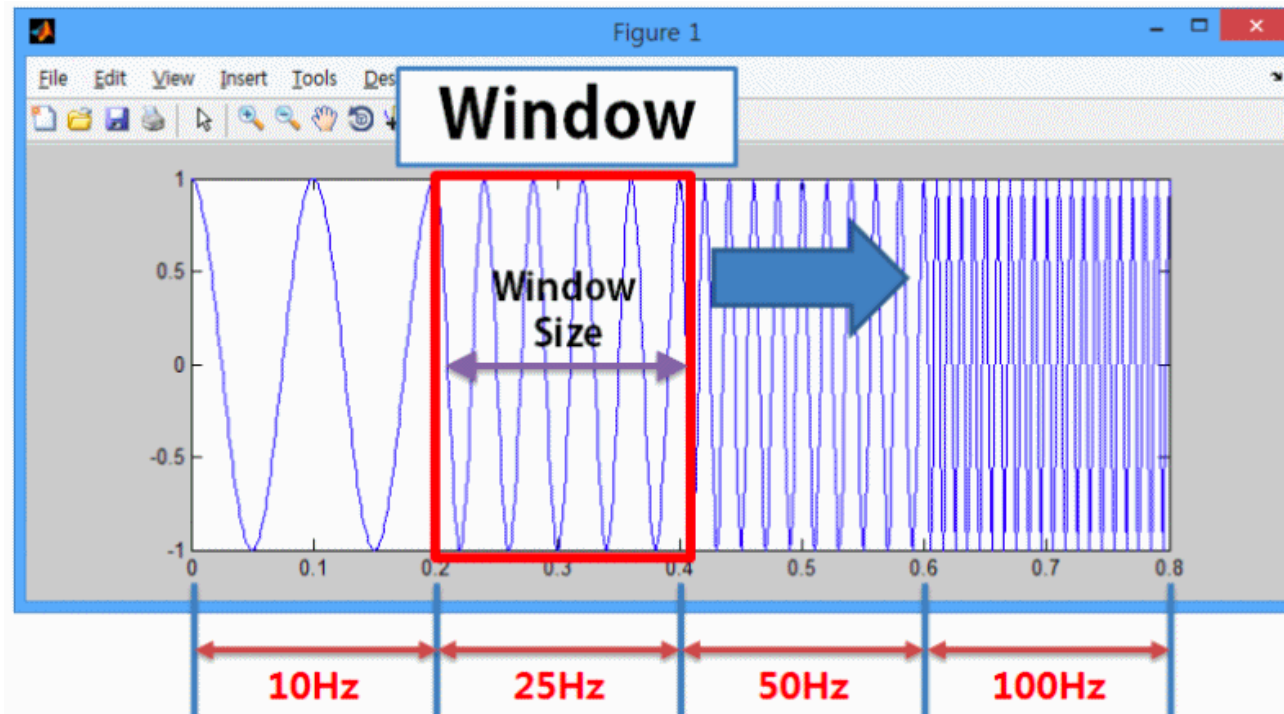 Figure 1
File Edit View Insert Tools Des
Window
1
0.5
0
-0.5
-1
Window
Size
0 0.1 0.2 0.3 0.4 0.5 0.6 0.7 0.8
10Hz 25Hz 50Hz 100Hz